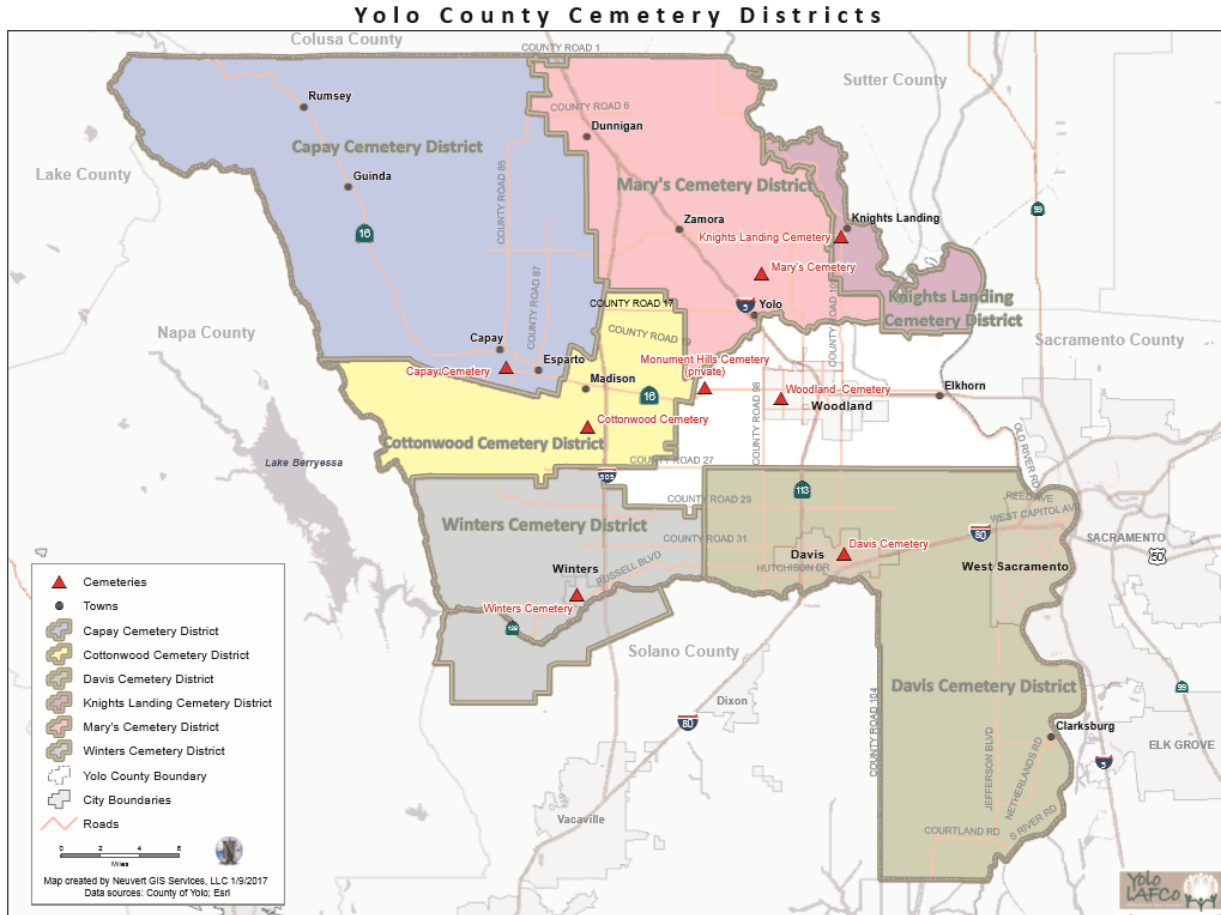 Yolo County Cemetery Districts
Colusa County
COUNTY ROAD 1
Sutter County
Rumsey
COUNTY ROAD 6
Dunnigan
Capay Cemetery District
Lake County
Guinda
COUNTY ROAD 85
Mary's Cemetery District
99
Zamora
Knights Landing
16
Knights Landing Cemetery
Mary's Cemetery
COUNTY ROAD 87
COUNTY ROAD 17
5
Yolo
Knights Landing
Cemetery District
Napa County
COUNTY ROAD 19
Sacramento County
Capay
Esparto
Monument Hills Cemetery
(private)
Capay Cemetery
Madison
16
Woodland Cemetery
Elkhorn
Woodland
COUNTY ROAD 98
Cottonwood Cemetery
Cottonwood Cemetery District
OLD RIVER RD
Lake Berryessa
COUNTY ROAD 27
505
113
REED AVE
COUNTY ROAD 29
WEST CAPITOL AV
Winters Cemetery District
COUNTY ROAD 31
80
SACRAMENTO
50
Davis
Davis Cemetery
HUTCHISON DR
West Sacramento
Winters
RUSSELL BLVD
Winters Cemetery
128
Solano County
Davis Cemetery District
COUNTY ROAD 104
99
Dixon
80
Clarksburg
JEFFERSON BLVD
NETHERLANDS RD
ELK GROVE
5
Vacaville
COURTLAND RD
S RIVER RD
Cemeteries
Towns
Capay Cemetery District
Cottonwood Cemetery District
Davis Cemetery District
Knights Landing Cemetery District
Mary's Cemetery District
Winters Cemetery District
Yolo County Boundary
City Boundaries
Roads
0 2 4 6
Miles
Map created by Neuvert GIS Services, LLC 1/9/2017
Data sources: County of Yolo; Esri
YOLO
LAFCO